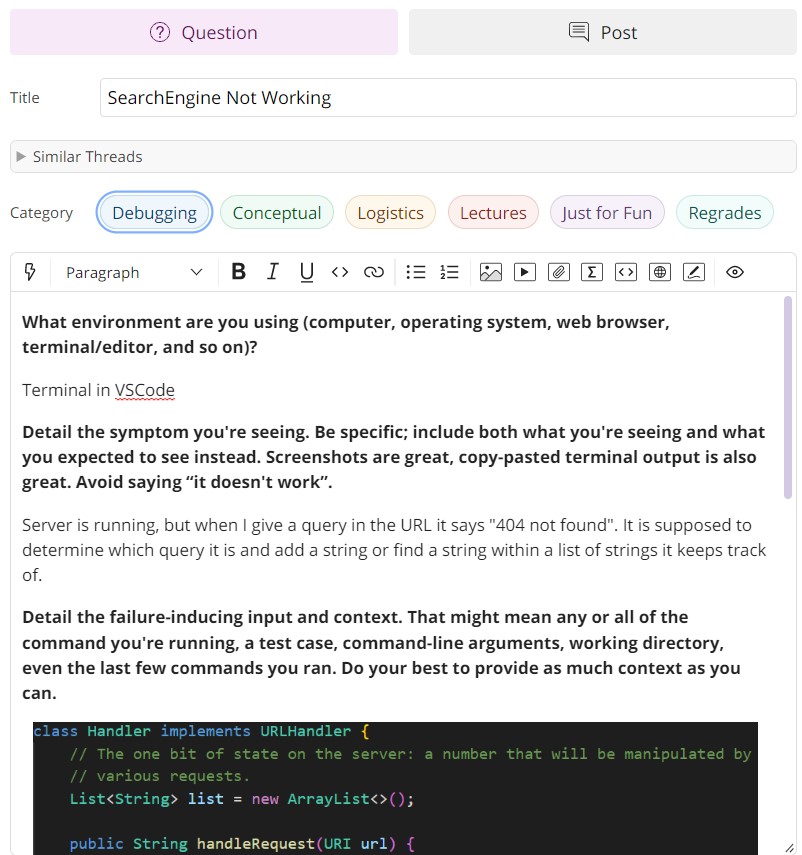 Question
Post
Title
SearchEngine Not Working
Similar Threads
Category
Debugging
Conceptual
Logistics
Lectures
Just for Fun
Regrades
Paragraph
B I U
What environment are you using (computer, operating system, web browser,
terminal/editor, and so on)?
Terminal in VSCode
Detail the symptom you're seeing. Be specific; include both what you're seeing and what
you expected to see instead. Screenshots are great, copy-pasted terminal output is also
great. Avoid saying “it doesn't work”.
Server is running, but when I give a query in the URL it says "404 not found". It is supposed to
determine which query it is and add a string or find a string within a list of strings it keeps track
of.
Detail the failure-inducing input and context. That might mean any or all of the
command you're running, a test case, command-line arguments, working directory,
even the last few commands you ran. Do your best to provide as much context as you
can.
class Handler implements URLHandler {
// The one bit of state on the server: a number that will be manipulated by
// various requests.
List<String> list = new ArrayList<>();
public String handleRequest(URI url) {